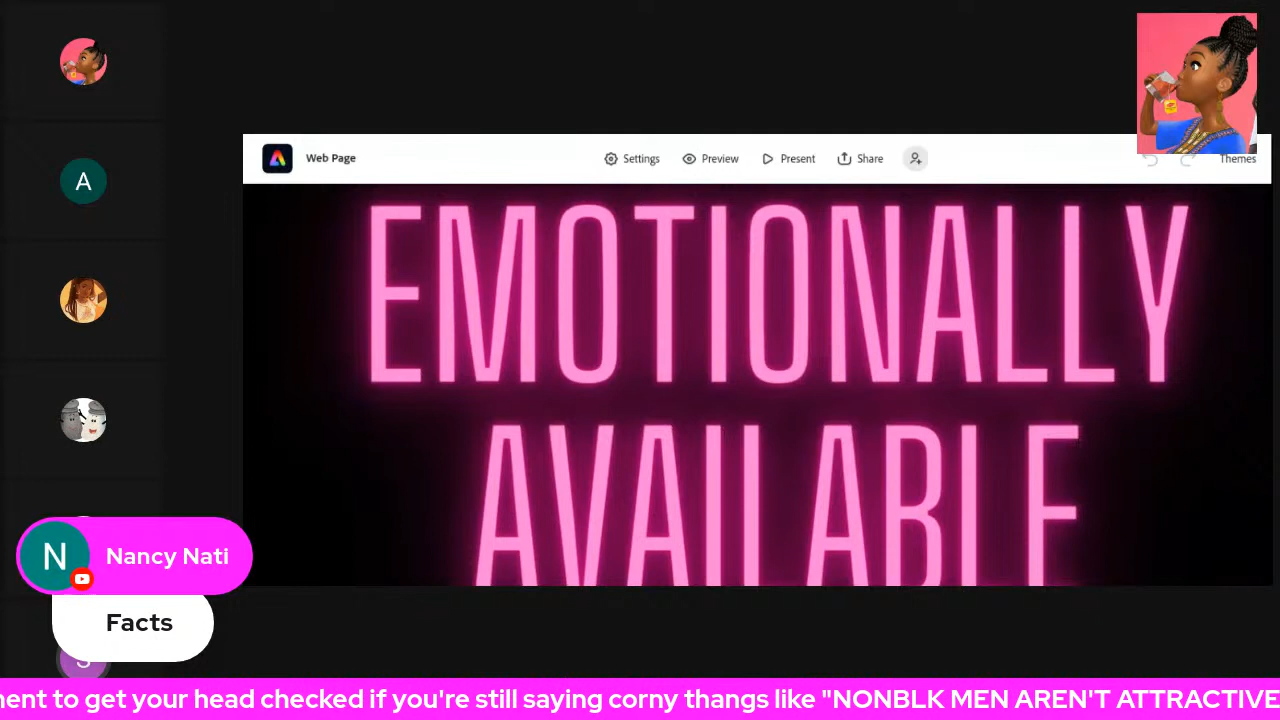 A
Web Page
Settings
Preview
Present
Share
Themes
EMOTIONALLY
AVAILABLE
N
Nancy Nati
Facts
S
nent to get your head checked if you're still saying corny thangs like "NONBLK MEN AREN'T ATTRACTIVE